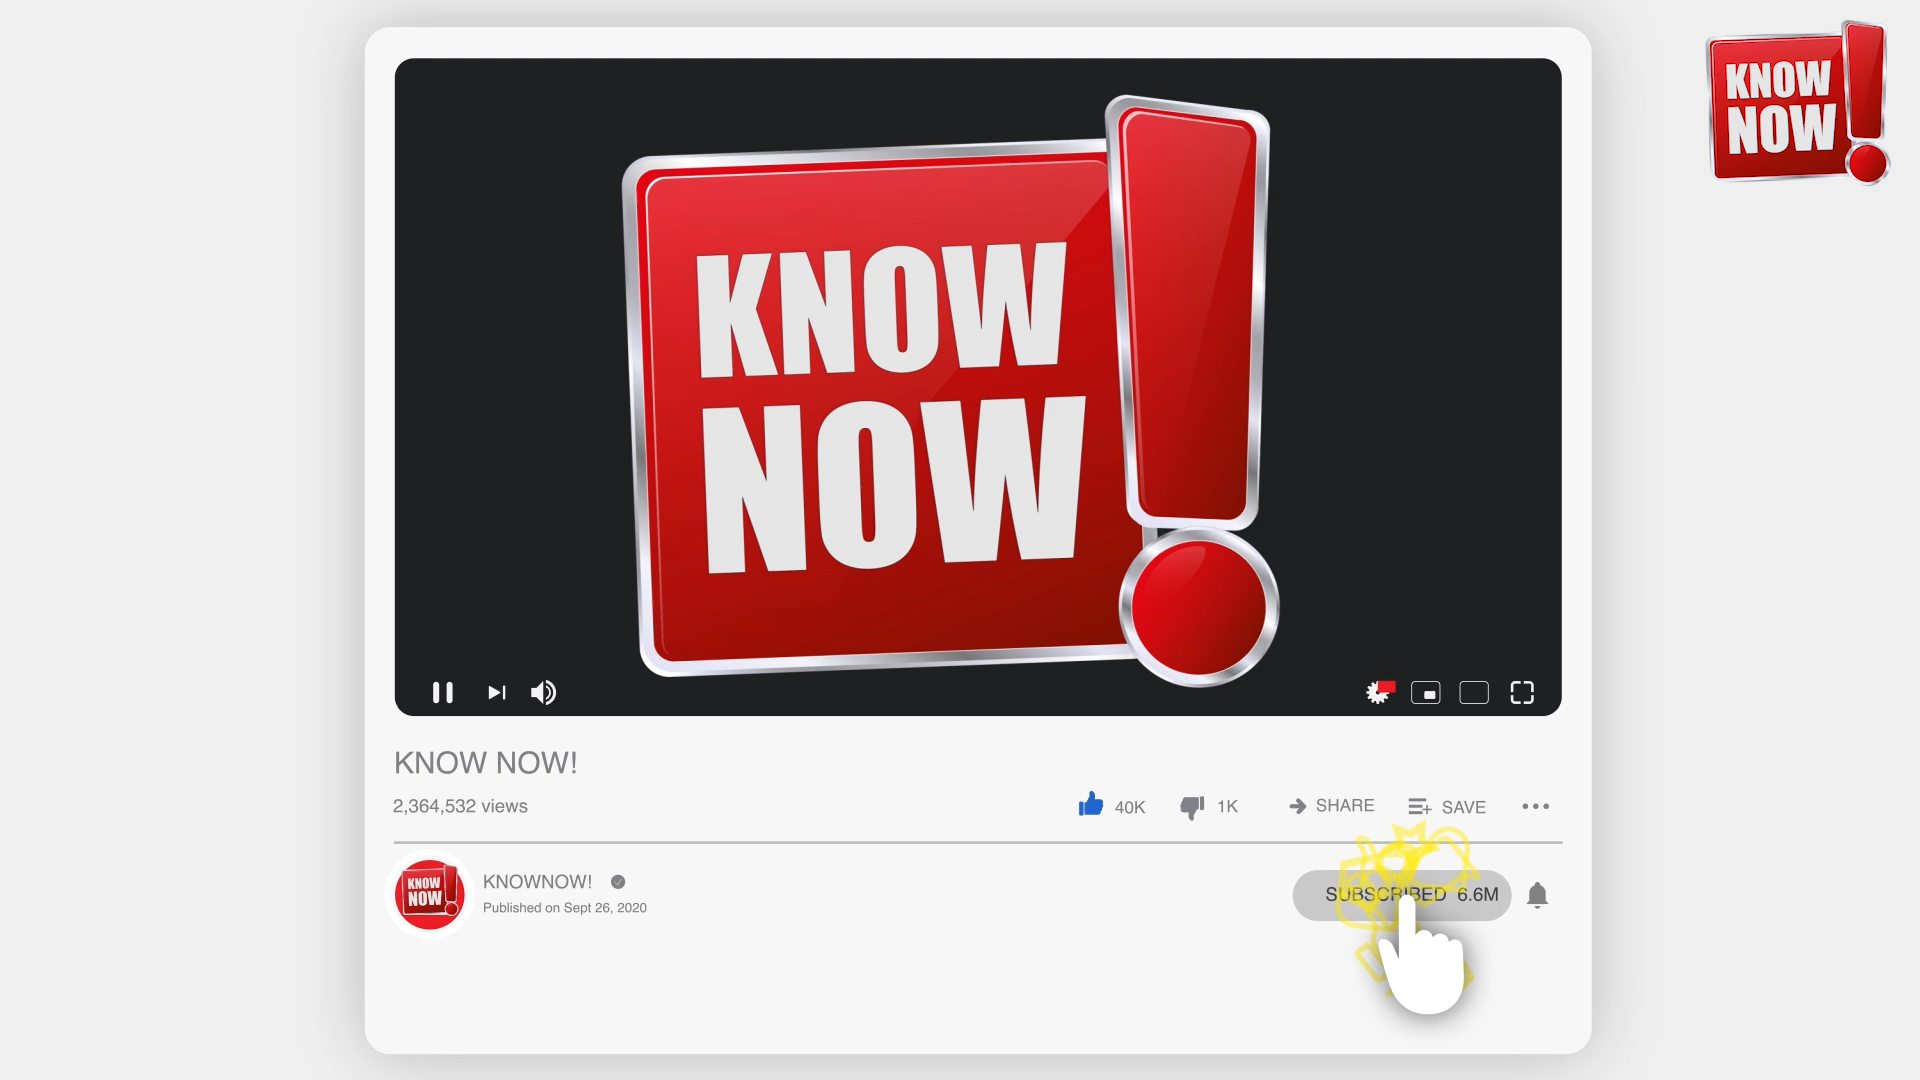 KNOW
NOW!
KNOW
NOW!
KNOW NOW!
2,364,532 views
40K
1K
SHARE
SAVE
KNOW
NOW!
KNOWNOW!
Published on Sept 26, 2020
SUBSCRIBED 6.6M